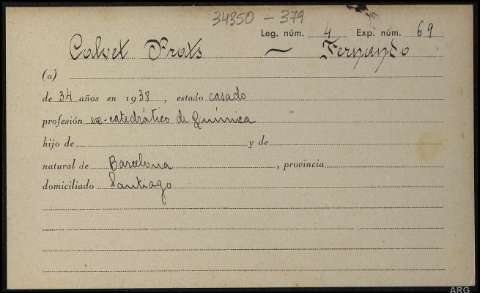 34350 - 379
Leg. núm. 4 Exp. núm. 69
Calvet Prats — Fernando
(a)
de 34 años en 1938, estado casado
profesión ex-catedrático de Química
hijo de y de
natural de Barcelona, provincia
domiciliado Santiago
ARG